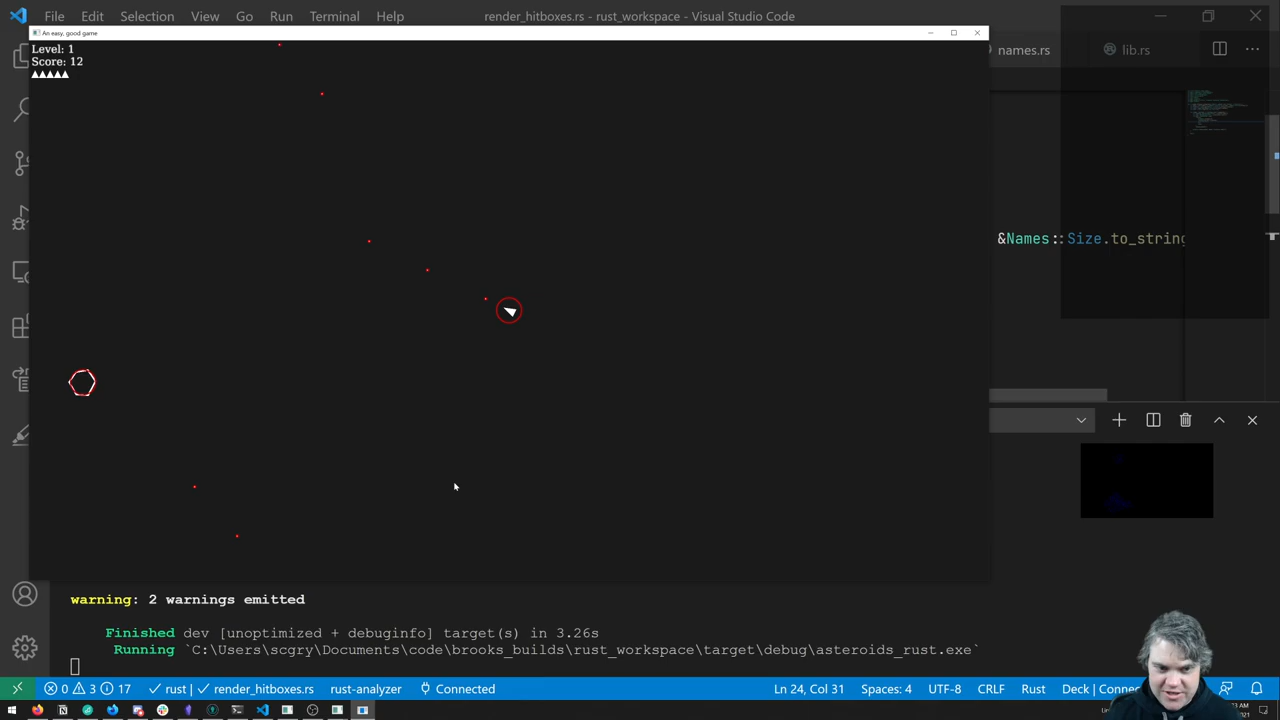 File Edit Selection View Go Run Terminal Help
render_hitboxes.rs - rust_workspace - Visual Studio Code
An easy, good game
Level: 1
Score: 12
names.rs
lib.rs
&Names::Size.to_string
warning: 2 warnings emitted
Finished dev [unoptimized + debuginfo] target(s) in 3.26s
Running `C:\Users\scgry\Documents\code\brooks_builds\rust_workspace\target\debug\asteroids_rust.exe`
0 3 17 rust | render_hitboxes.rs rust-analyzer Connected Ln 24, Col 31 Spaces: 4 UTF-8 CRLF Rust Deck | Connec